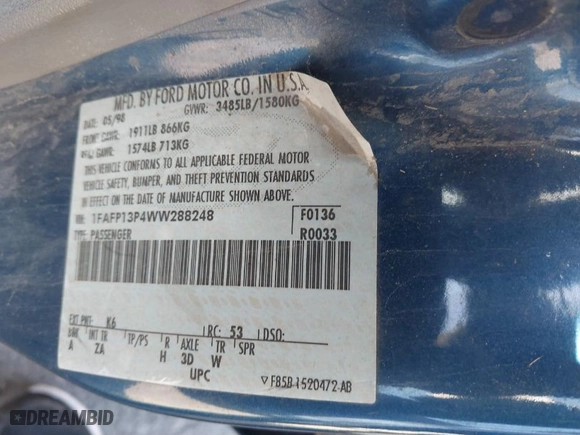 MFD. BY FORD MOTOR CO. IN U.S.A.
DATE: 05/98 GVWR: 3485LB/1580KG
FRONT GAWR: 1911LB 866KG
REAR GAWR: 1574LB 713KG
THIS VEHICLE CONFORMS TO ALL APPLICABLE FEDERAL MOTOR
VEHICLE SAFETY, BUMPER, AND THEFT PREVENTION STANDARDS
IN EFFECT ON THE DATE OF MANUFACTURE SHOWN ABOVE.
VIN: 1FAFP13P4WW288248 F0136
TYPE: PASSENGER R0033
EXT PNT: K6 RC: 53 DSO:
BRK INT TR TP/PS R AXLE TR SPR
A ZA H 3D W
UPC
▽ F85B 1520472 AB
DREAMBID